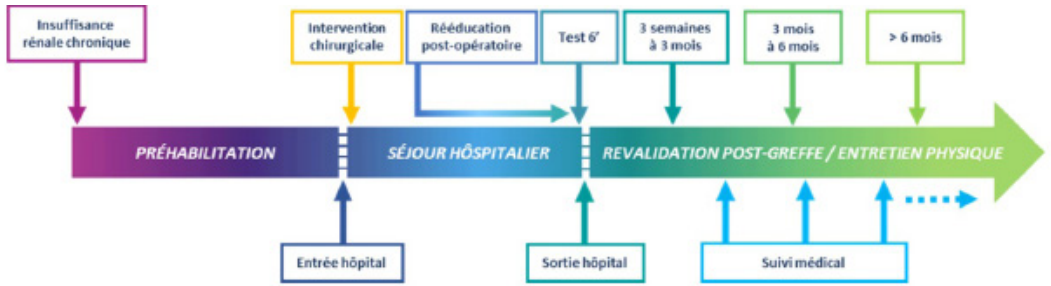 Insuffisance
rénale chronique
Intervention
chirurgicale
Rééducation
post-opératoire
Test 6'
3 semaines
à 3 mois
3 mois
à 6 mois
> 6 mois
PRÉHABILITATION
SÉJOUR HÔSPITALIER
REVALIDATION POST-GREFFE / ENTRETIEN PHYSIQUE
Entrée hôpital
Sortie hôpital
Suivi médical